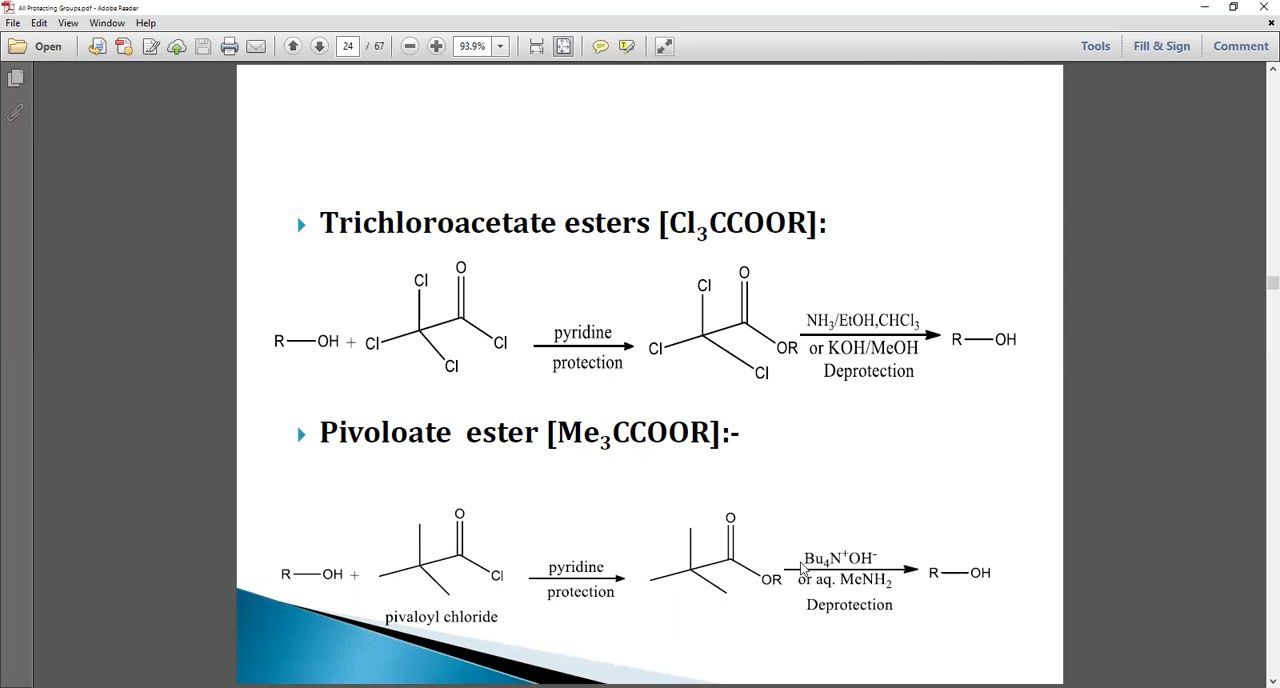 All Protecting Groups.pdf - Adobe Reader
File Edit View Window Help
Open 24 / 67 93.9% Tools Fill & Sign Comment
Trichloroacetate esters [Cl₃CCOOR]:
Cl O Cl O
R—OH + Cl Cl Cl pyridine protection Cl OR Cl NH₃/EtOH,CHCl₃ or KOH/MeOH Deprotection R—OH
Pivoloate ester [Me₃CCOOR]:-
O O
R—OH + Cl pyridine protection OR Bu₄N⁺OH⁻ or aq. MeNH₂ Deprotection R—OH
pivaloyl chloride